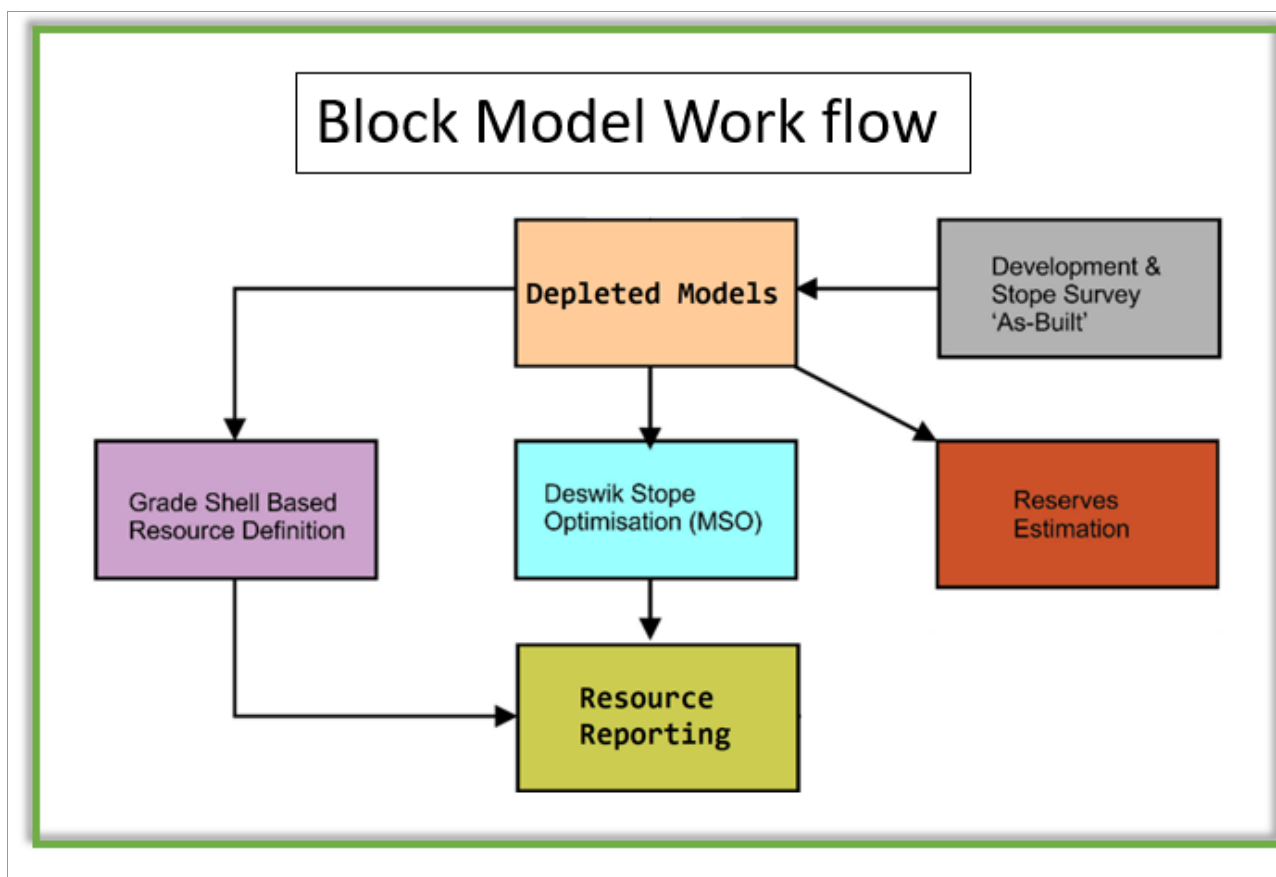 Block Model Work flow
Depleted Models
Development &
Stope Survey
‘As-Built’
Grade Shell Based
Resource Definition
Deswik Stope
Optimisation (MSO)
Reserves
Estimation
Resource
Reporting